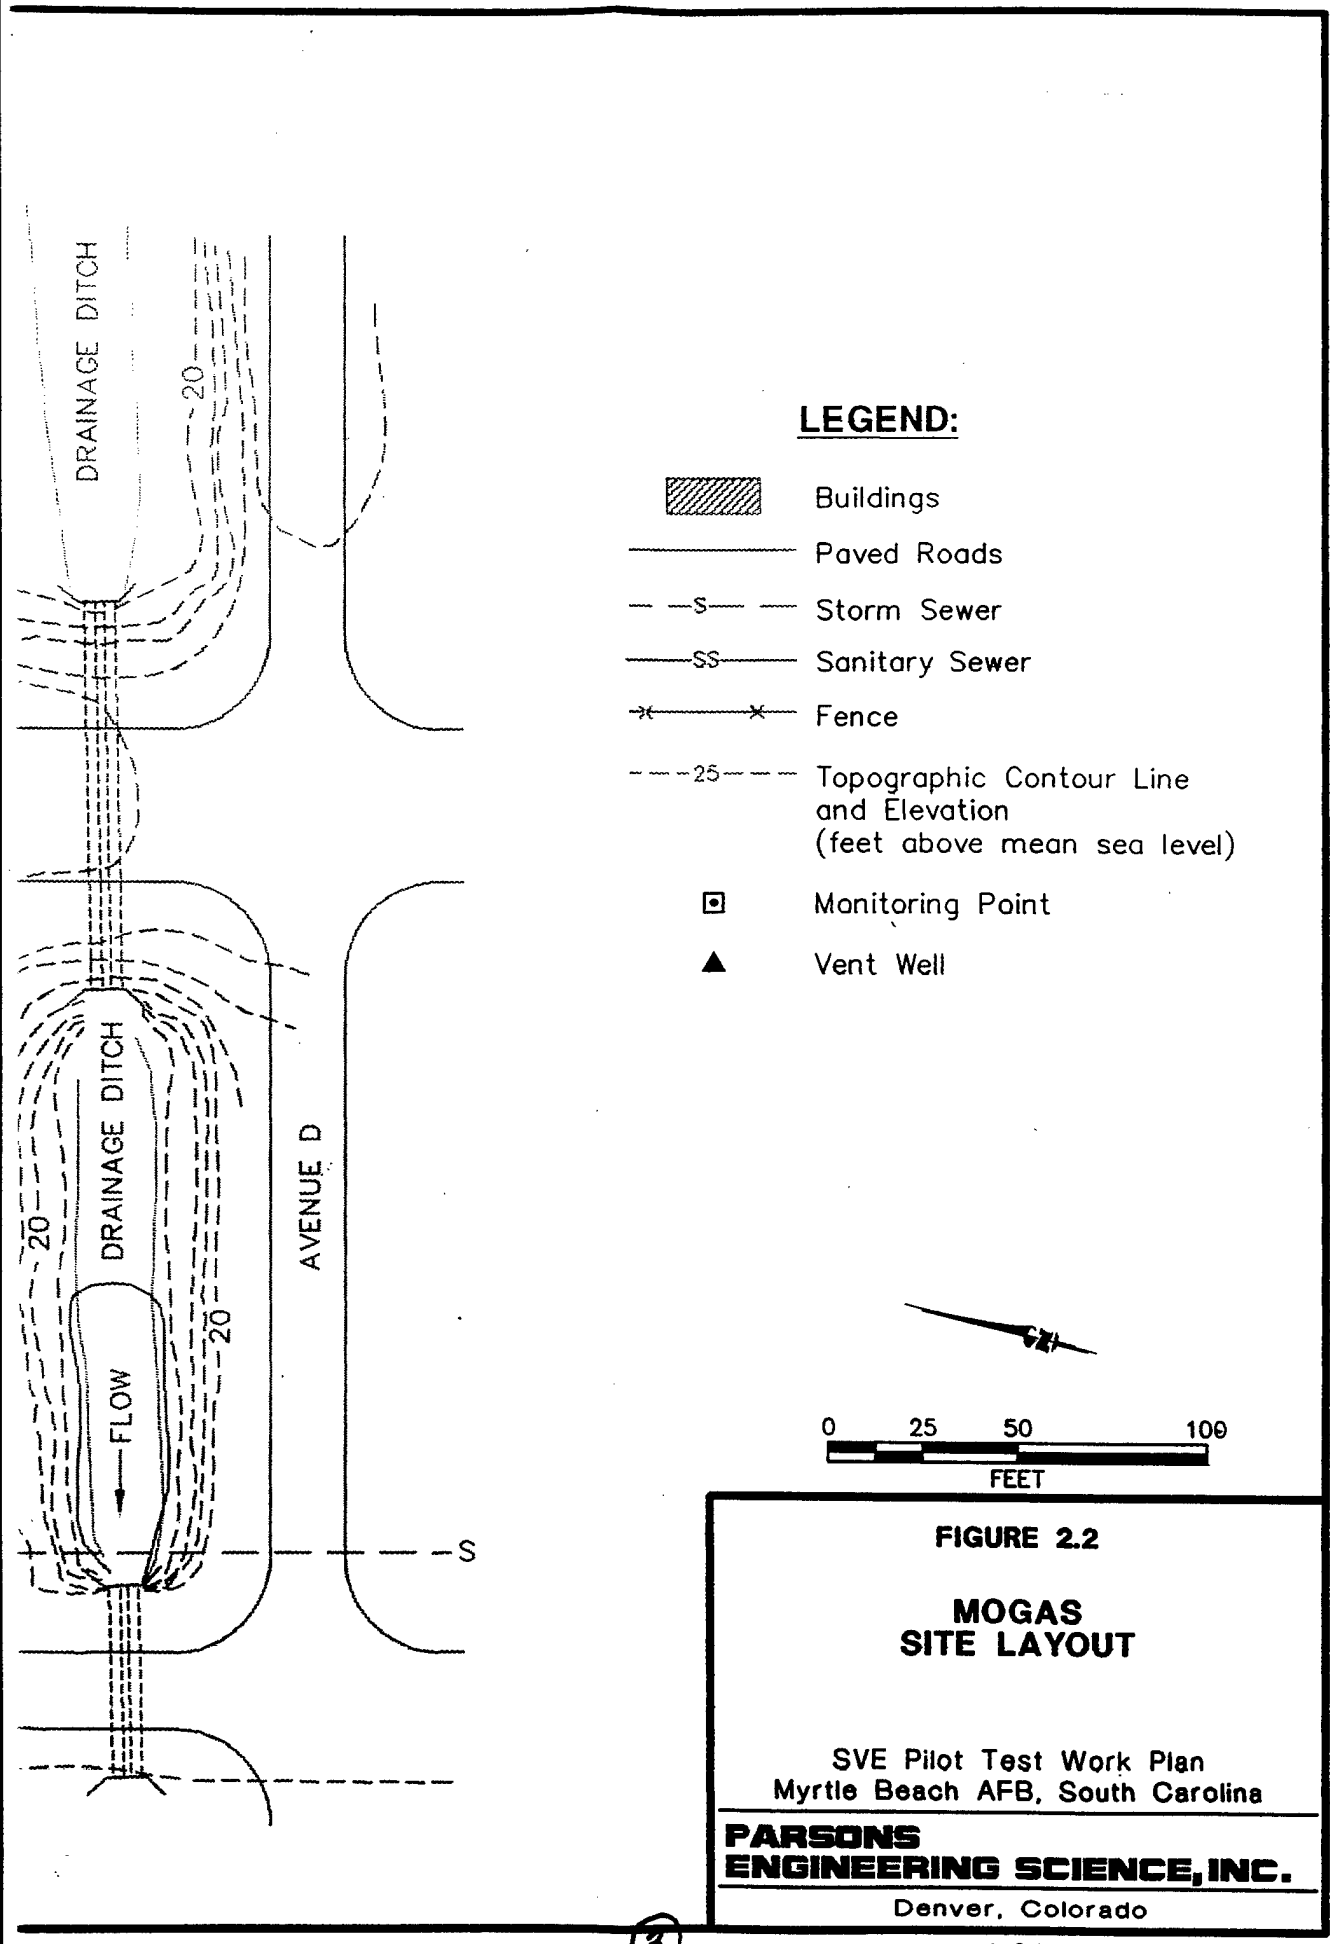 DRAINAGE DITCH
20
LEGEND:
Buildings
Paved Roads
S
Storm Sewer
SS
Sanitary Sewer
Fence
25
Topographic Contour Line
and Elevation
(feet above mean sea level)
Monitoring Point
Vent Well
DRAINAGE DITCH
AVENUE D
20
20
FLOW
S
0 25 50 100
FEET
FIGURE 2.2
MOGAS
SITE LAYOUT
SVE Pilot Test Work Plan
Myrtle Beach AFB, South Carolina
PARSONS
ENGINEERING SCIENCE, INC.
Denver, Colorado